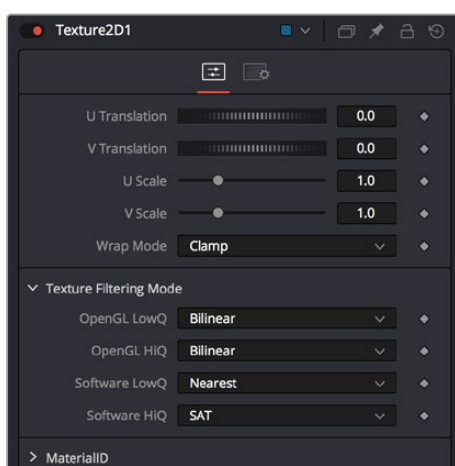 Texture2D1
U Translation 0.0
V Translation 0.0
U Scale 1.0
V Scale 1.0
Wrap Mode Clamp
Texture Filtering Mode
OpenGL LowQ Bilinear
OpenGL HiQ Bilinear
Software LowQ Nearest
Software HiQ SAT
MaterialID